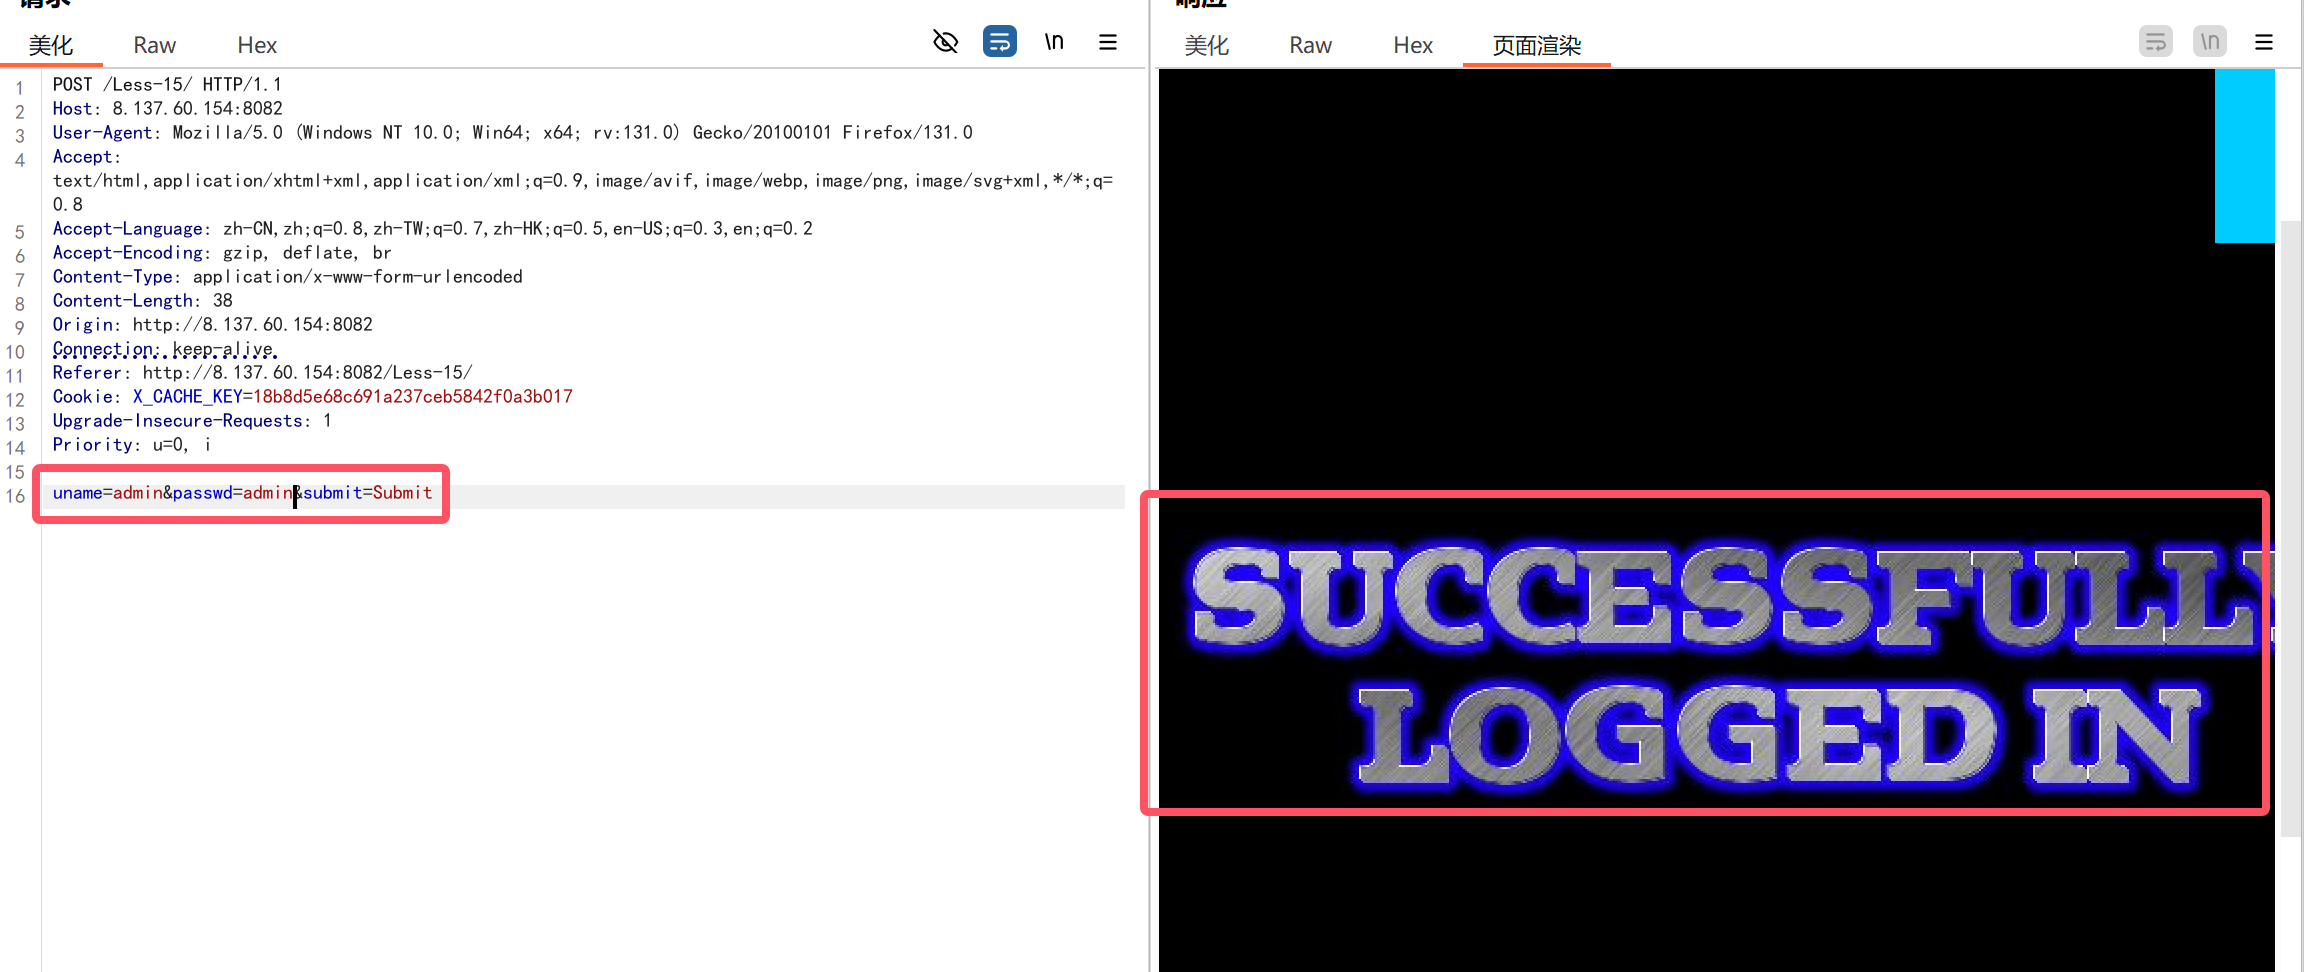 请求
美化 Raw Hex \n
1 POST /Less-15/ HTTP/1.1
2 Host: 8.137.60.154:8082
3 User-Agent: Mozilla/5.0 (Windows NT 10.0; Win64; x64; rv:131.0) Gecko/20100101 Firefox/131.0
4 Accept:
text/html,application/xhtml+xml,application/xml;q=0.9,image/avif,image/webp,image/png,image/svg+xml,*/*;q=
0.8
5 Accept-Language: zh-CN,zh;q=0.8,zh-TW;q=0.7,zh-HK;q=0.5,en-US;q=0.3,en;q=0.2
6 Accept-Encoding: gzip, deflate, br
7 Content-Type: application/x-www-form-urlencoded
8 Content-Length: 38
9 Origin: http://8.137.60.154:8082
10 Connection: keep-alive
11 Referer: http://8.137.60.154:8082/Less-15/
12 Cookie: X_CACHE_KEY=18b8d5e68c691a237ceb5842f0a3b017
13 Upgrade-Insecure-Requests: 1
14 Priority: u=0, i
15
16 uname=admin&passwd=admin&submit=Submit
响应
美化 Raw Hex 页面渲染 \n
SUCCESSFULLY
LOGGED IN